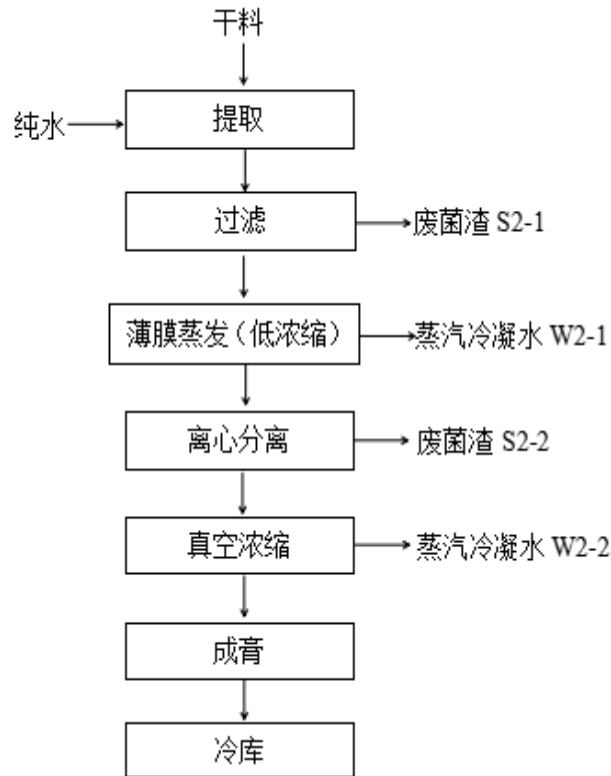 干料
纯水
提取
过滤
废菌渣 S2-1
薄膜蒸发（低浓缩）
蒸汽冷凝水 W2-1
离心分离
废菌渣 S2-2
真空浓缩
蒸汽冷凝水 W2-2
成膏
冷库